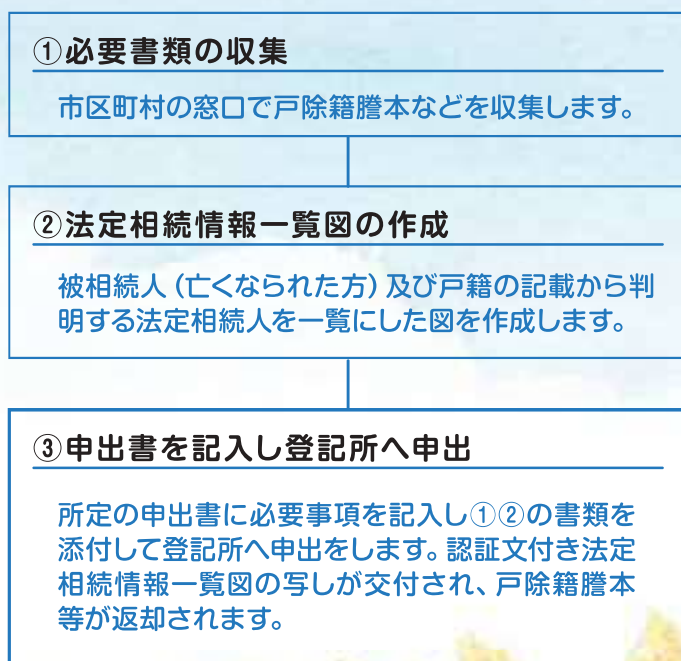 ①必要書類の収集
市区町村の窓口で戸除籍謄本などを収集します。
②法定相続情報一覧図の作成
被相続人（亡くなられた方）及び戸籍の記載から判
明する法定相続人を一覧にした図を作成します。
③申出書を記入し登記所へ申出
所定の申出書に必要事項を記入し①②の書類を
添付して登記所へ申出をします。認証文付き法定
相続情報一覧図の写しが交付され、戸除籍謄本
等が返却されます。